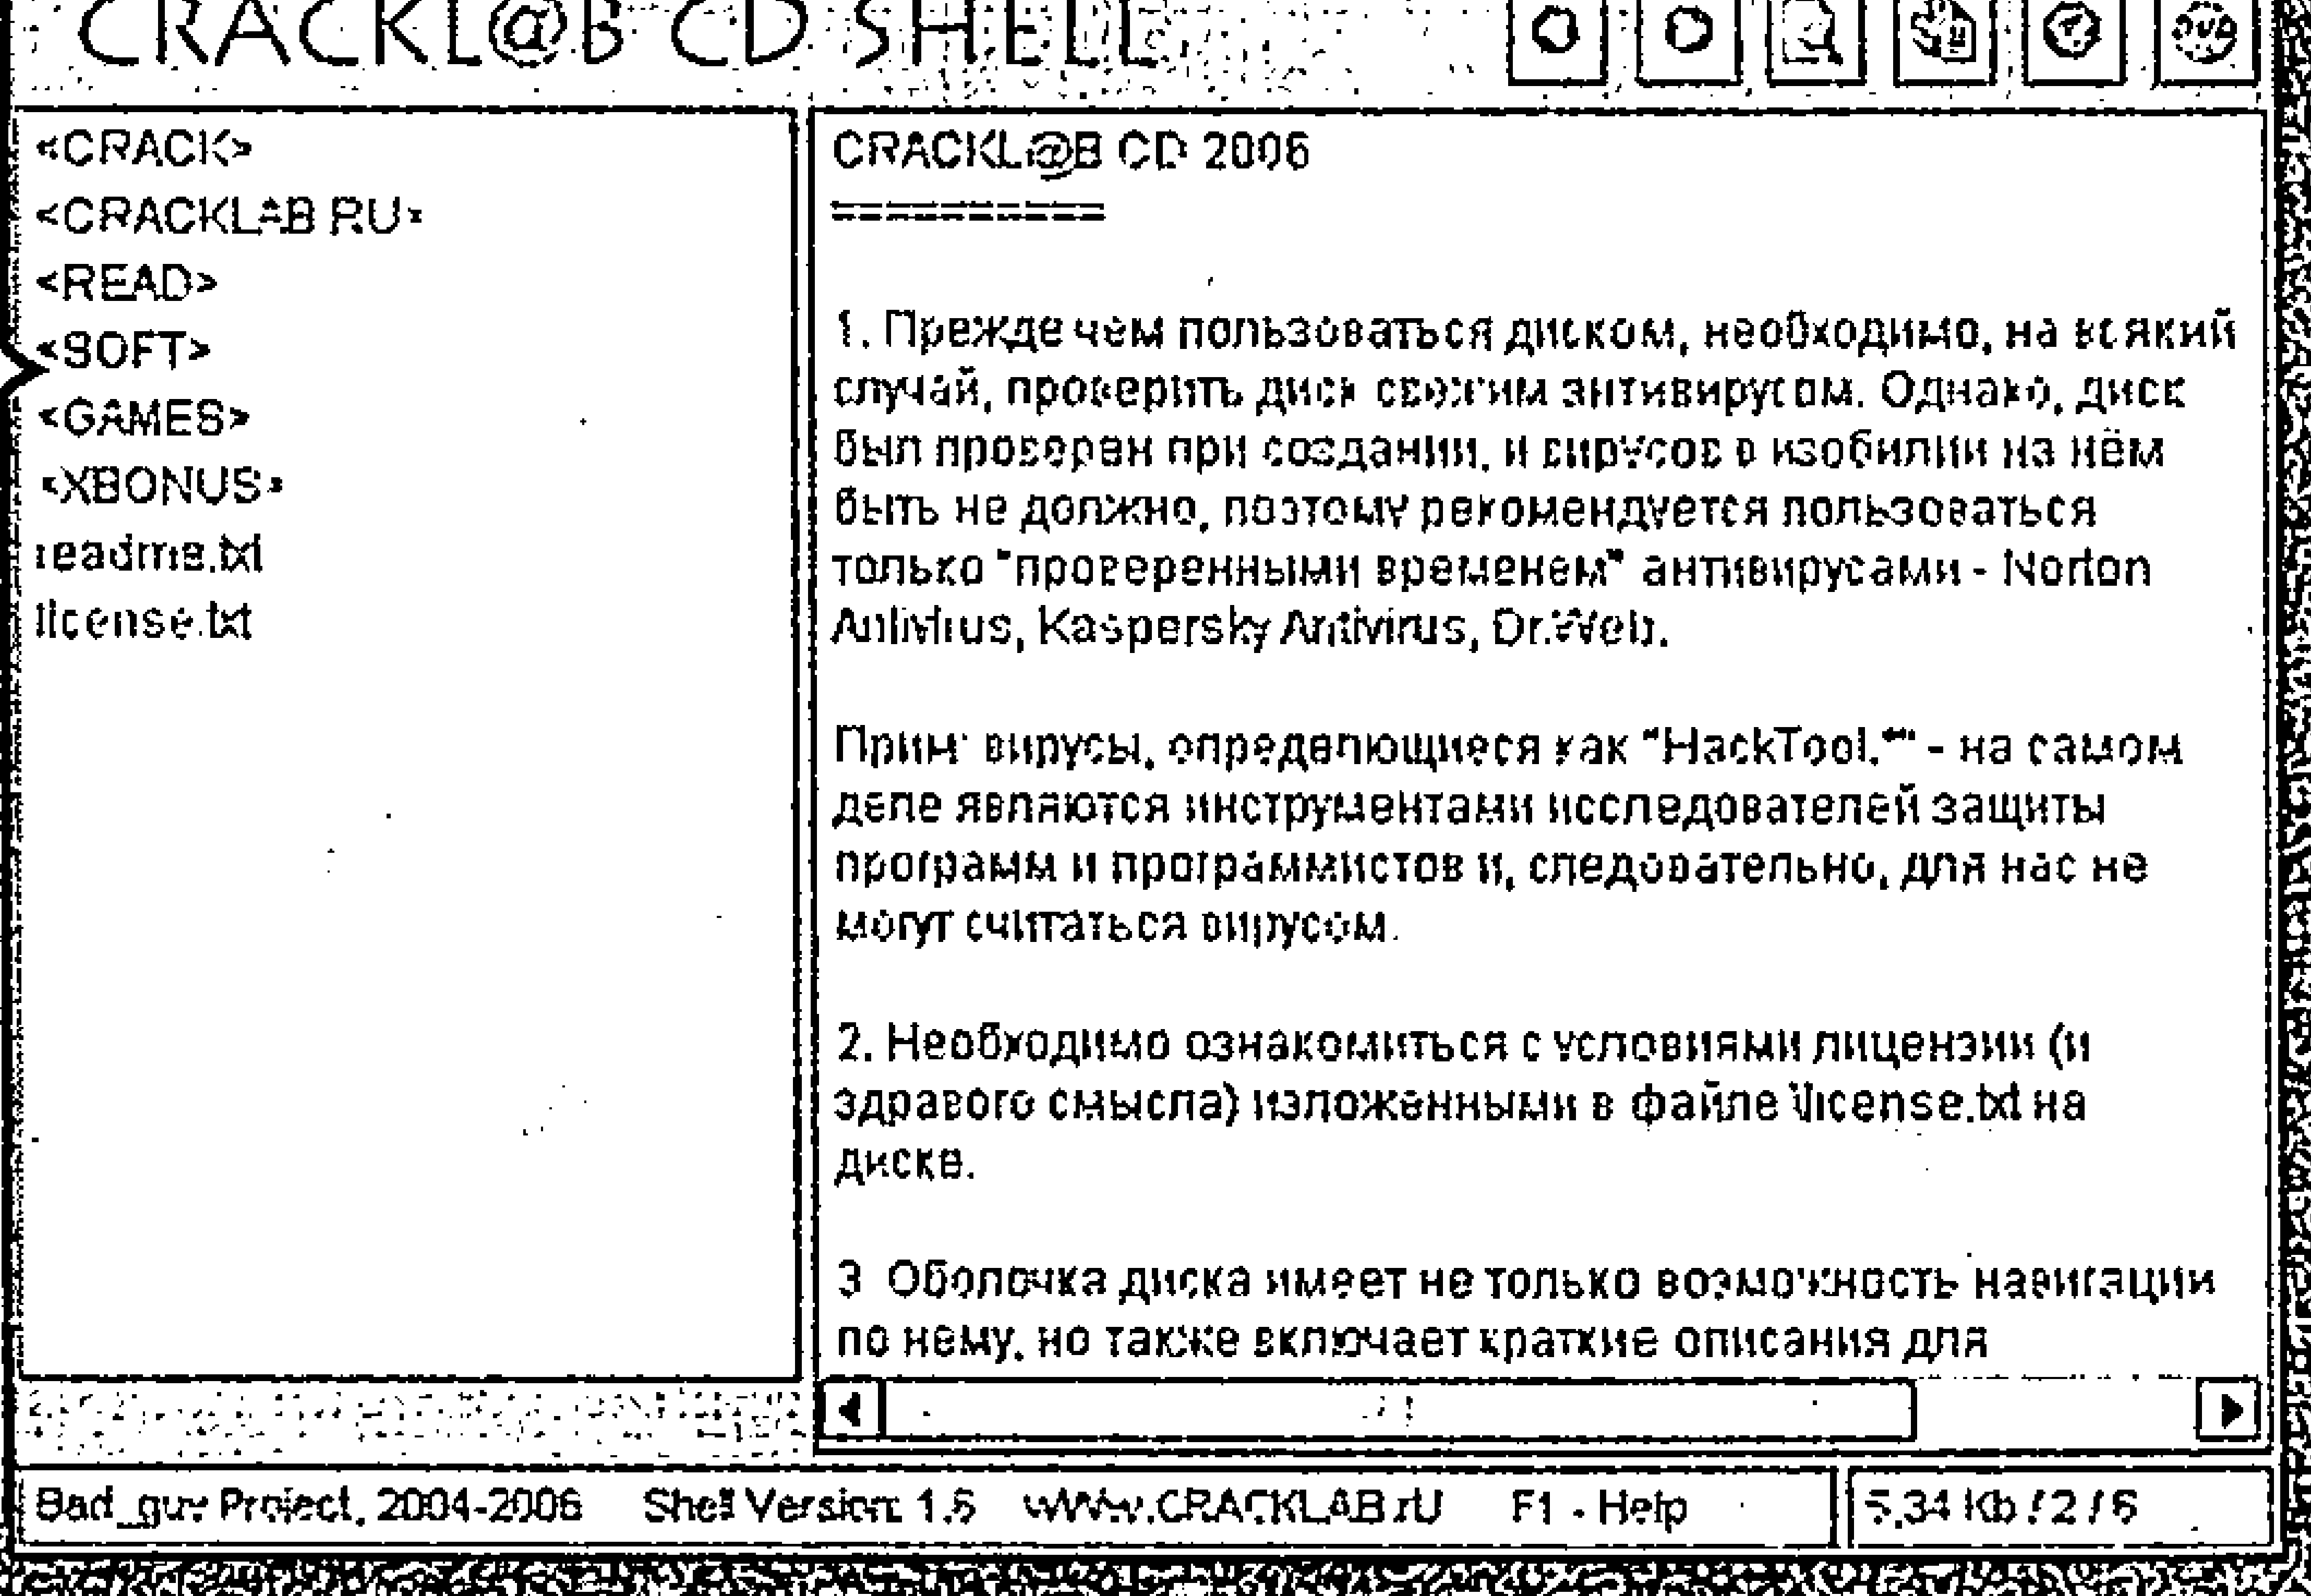 CRACKL@B CD SHELL
<CRACK>
<CRACKLAB.RU>
<READ>
<SOFT>
<GAMES>
<XBONUS>
readme.txt
license.txt
CRACKL@B CD 2006
==========
1. Прежде чем пользоваться диском, необходимо, на всякий
случай, проверить диск свежим антивирусом. Однако, диск
был проверен при создании, и вирусов в изобилии на нём
быть не должно, поэтому рекомендуется пользоваться
только "проверенными временем" антивирусами - Norton
Antivirus, Kaspersky Antivirus, Dr.Web.
Прим: вирусы, определяющиеся как "HackTool.*" - на самом
деле являются инструментами исследователей защиты
программ и программистов и, следовательно, для нас не
могут считаться вирусом.
2. Необходимо ознакомиться с условиями лицензии (и
здравого смысла) изложенными в файле \license.txt на
диске.
3. Оболочка диска имеет не только возможность навигации
по нему, но также включает краткие описания для
Bad_guy Project, 2004-2006 Shell Version: 1.6 wWw.CRACKLAB.rU F1 - Help
5,34 Kb / 2 / 6